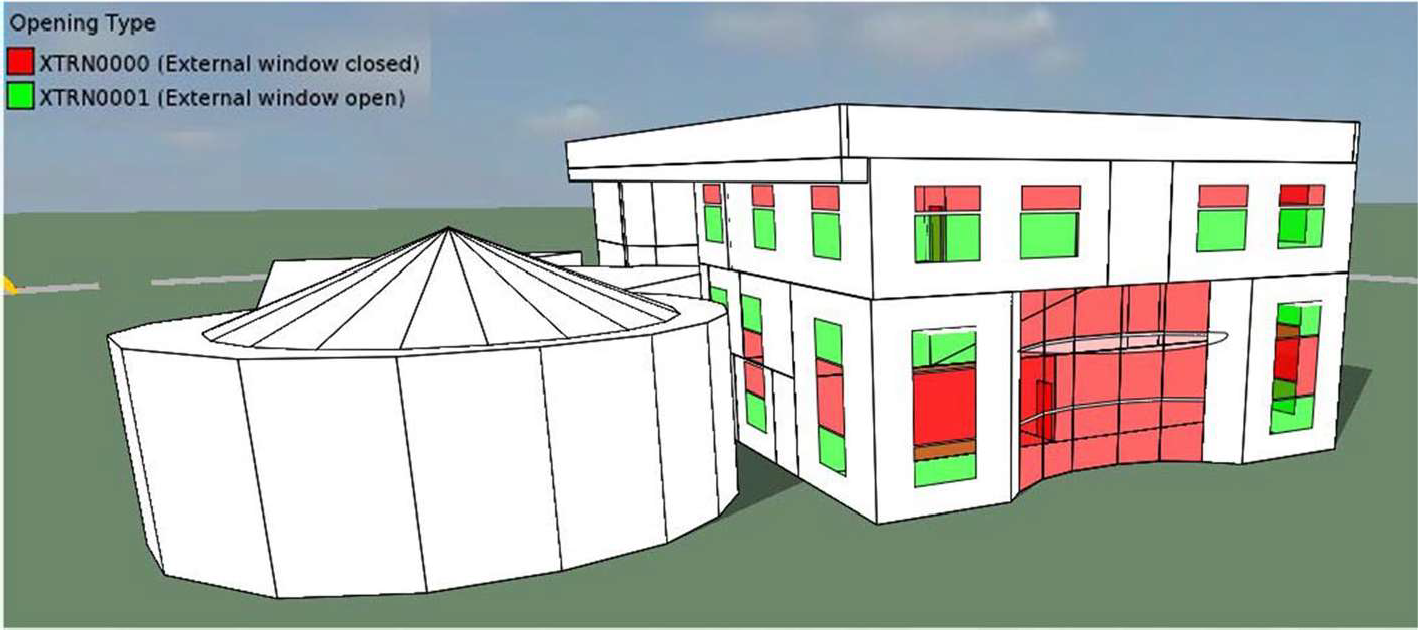 Opening Type
XTRN0000 (External window closed)
XTRN0001 (External window open)